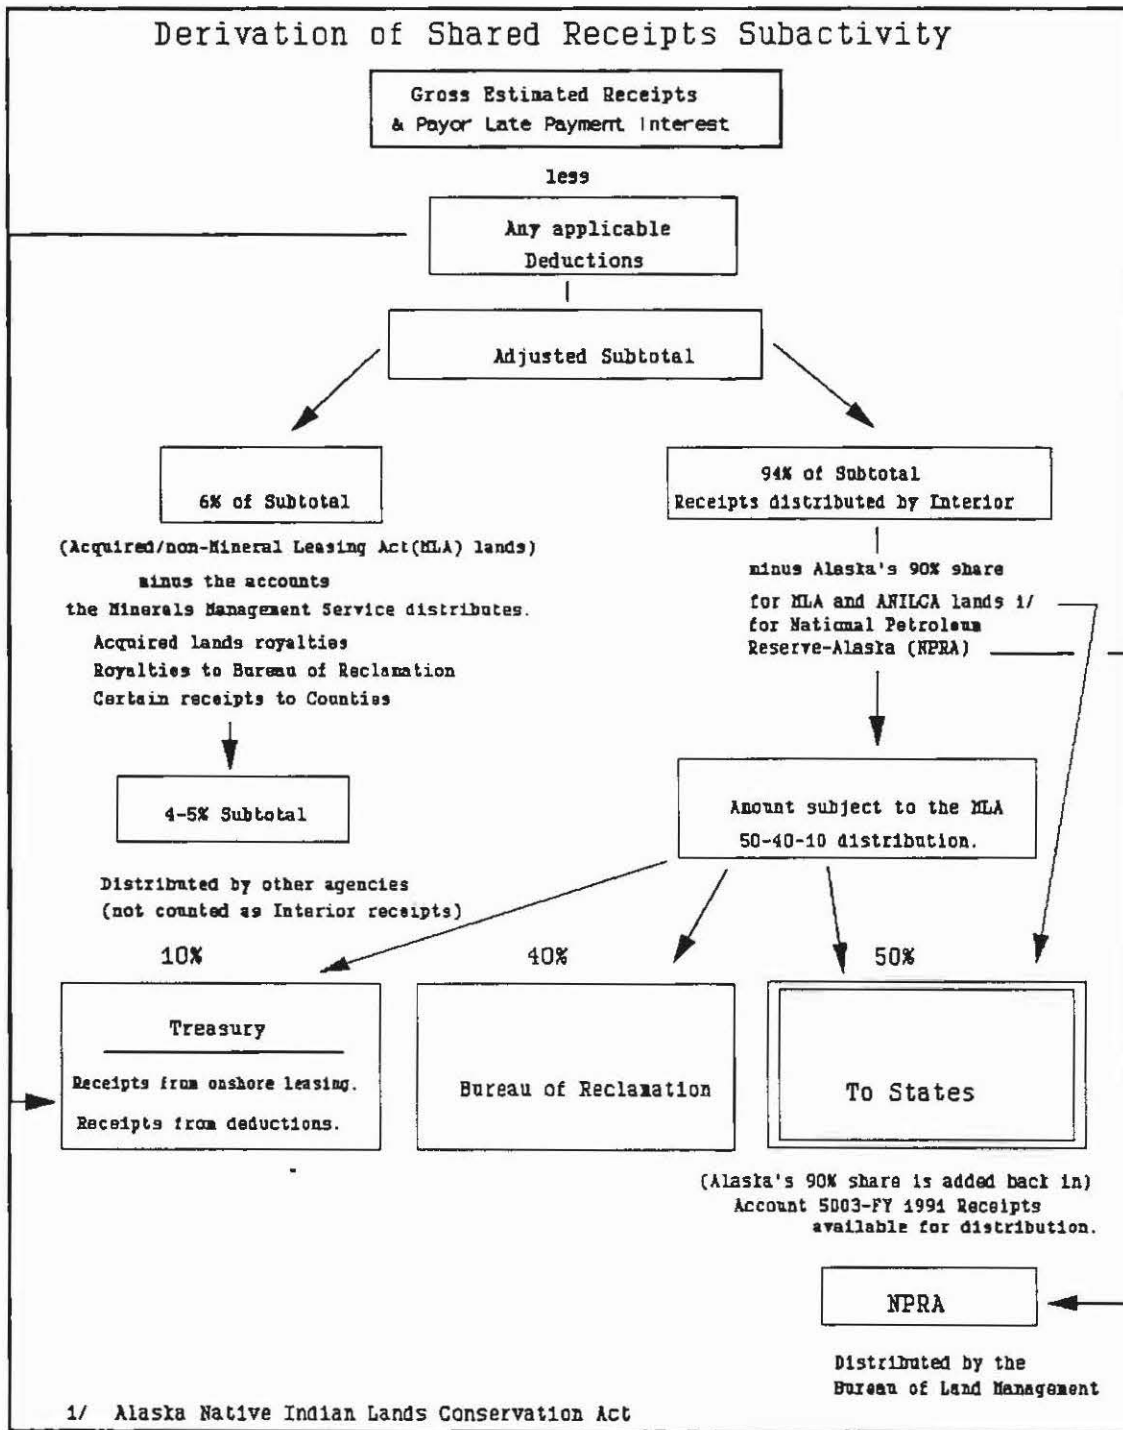 Derivation of Shared Receipts Subactivity
Gross Estimated Receipts
& Payor Late Payment Interest
less
Any applicable
Deductions
Adjusted Subtotal
6% of Subtotal
(Acquired/non-Mineral Leasing Act(MLA) lands)
minus the accounts
the Minerals Management Service distributes.
Acquired lands royalties
Royalties to Bureau of Reclamation
Certain receipts to Counties
4-5% Subtotal
Distributed by other agencies
(not counted as Interior receipts)
94% of Subtotal
Receipts distributed by Interior
minus Alaska's 90% share
for MLA and ANILCA lands 1/
for National Petroleum
Reserve-Alaska (NPRA)
Amount subject to the MLA
50-40-10 distribution.
10%
Treasury
Receipts from onshore leasing.
Receipts from deductions.
40%
Bureau of Reclamation
50%
To States
(Alaska's 90% share is added back in)
Account 5003-FY 1991 Receipts
available for distribution.
NPRA
Distributed by the
Bureau of Land Management
1/ Alaska Native Indian Lands Conservation Act